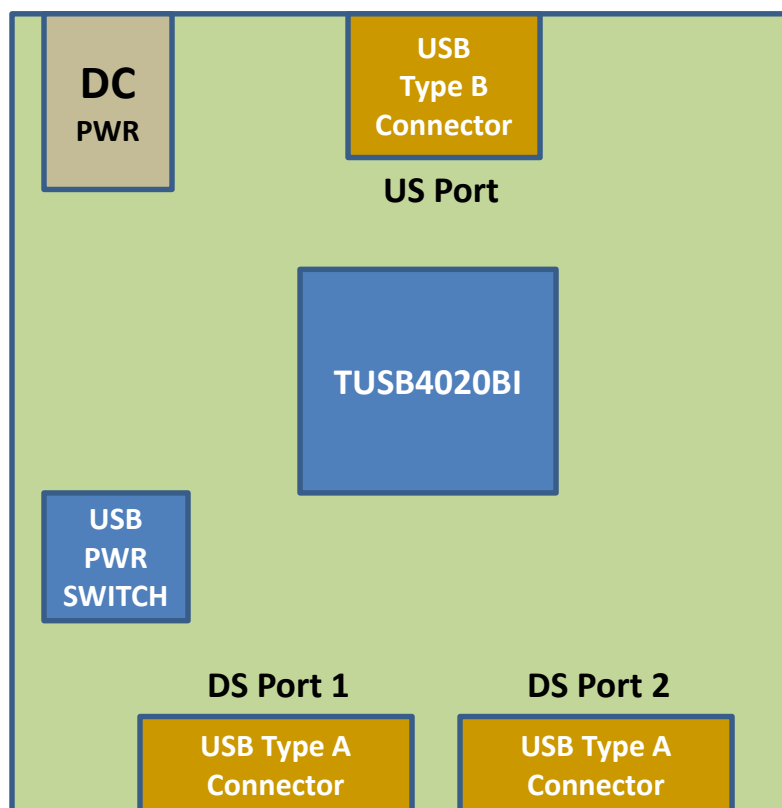 DC
PWR
USB
Type B
Connector
US Port
TUSB4020BI
USB
PWR
SWITCH
DS Port 1
DS Port 2
USB Type A
Connector
USB Type A
Connector